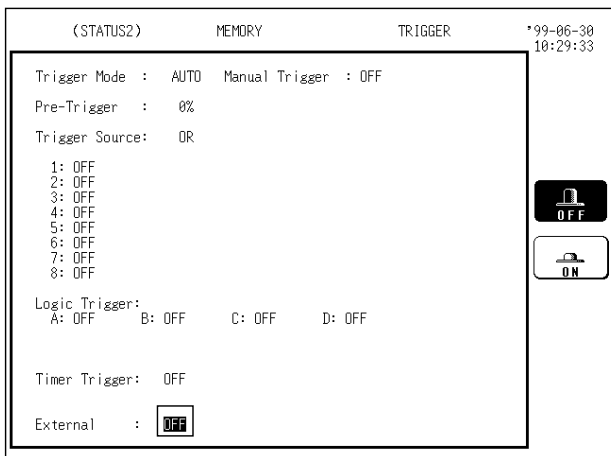 (STATUS2) MEMORY TRIGGER '99-06-30
10:29:33
Trigger Mode : AUTO Manual Trigger : OFF
Pre-Trigger : 0%
Trigger Source: OR
1: OFF
2: OFF
3: OFF
4: OFF
5: OFF
6: OFF
7: OFF
8: OFF
OFF
ON
Logic Trigger:
A: OFF B: OFF C: OFF D: OFF
Timer Trigger: OFF
External : OFF